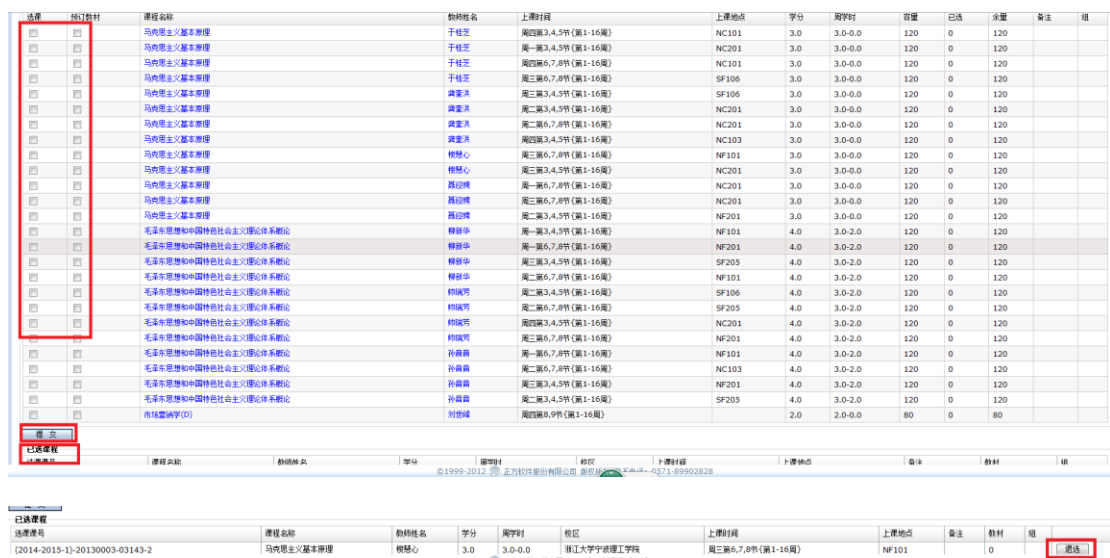 选课 预订教材 课程名称 教师姓名 上课时间 上课地点 学分 周学时 容量 已选 余量 备注 组
马克思主义基本原理 于桂芝 周四第3,4,5节{第1-16周} NC101 3.0 3.0-0.0 120 0 120
马克思主义基本原理 于桂芝 周一第3,4,5节{第1-16周} NC201 3.0 3.0-0.0 120 0 120
马克思主义基本原理 于桂芝 周四第6,7,8节{第1-16周} NC101 3.0 3.0-0.0 120 0 120
马克思主义基本原理 于桂芝 周三第6,7,8节{第1-16周} SF106 3.0 3.0-0.0 120 0 120
马克思主义基本原理 周三第3,4,5节{第1-16周} SF106 3.0 3.0-0.0 120 0 120
马克思主义基本原理 周二第3,4,5节{第1-16周} NC201 3.0 3.0-0.0 120 0 120
马克思主义基本原理 周二第6,7,8节{第1-16周} NC201 3.0 3.0-0.0 120 0 120
马克思主义基本原理 周四第3,4,5节{第1-16周} NC103 3.0 3.0-0.0 120 0 120
马克思主义基本原理 楔慧心 周三第6,7,8节{第1-16周} NF101 3.0 3.0-0.0 120 0 120
马克思主义基本原理 楔慧心 周三第3,4,5节{第1-16周} NC201 3.0 3.0-0.0 120 0 120
马克思主义基本原理 周一第6,7,8节{第1-16周} NC201 3.0 3.0-0.0 120 0 120
马克思主义基本原理 周三第6,7,8节{第1-16周} NC201 3.0 3.0-0.0 120 0 120
马克思主义基本原理 周二第3,4,5节{第1-16周} NF201 3.0 3.0-0.0 120 0 120
毛泽东思想和中国特色社会主义理论体系概论 柳新华 周一第3,4,5节{第1-16周} NF101 4.0 3.0-2.0 120 0 120
毛泽东思想和中国特色社会主义理论体系概论 柳新华 周一第6,7,8节{第1-16周} NF201 4.0 3.0-2.0 120 0 120
毛泽东思想和中国特色社会主义理论体系概论 柳新华 周三第3,4,5节{第1-16周} SF205 4.0 3.0-2.0 120 0 120
毛泽东思想和中国特色社会主义理论体系概论 柳新华 周二第6,7,8节{第1-16周} NF101 4.0 3.0-2.0 120 0 120
毛泽东思想和中国特色社会主义理论体系概论 帅瑞芳 周二第3,4,5节{第1-16周} SF106 4.0 3.0-2.0 120 0 120
毛泽东思想和中国特色社会主义理论体系概论 帅瑞芳 周二第6,7,8节{第1-16周} SF205 4.0 3.0-2.0 120 0 120
毛泽东思想和中国特色社会主义理论体系概论 帅瑞芳 周四第3,4,5节{第1-16周} NC201 4.0 3.0-2.0 120 0 120
毛泽东思想和中国特色社会主义理论体系概论 帅瑞芳 周三第6,7,8节{第1-16周} NF201 4.0 3.0-2.0 120 0 120
毛泽东思想和中国特色社会主义理论体系概论 周一第6,7,8节{第1-16周} NF101 4.0 3.0-2.0 120 0 120
毛泽东思想和中国特色社会主义理论体系概论 周二第6,7,8节{第1-16周} NC103 4.0 3.0-2.0 120 0 120
毛泽东思想和中国特色社会主义理论体系概论 周三第3,4,5节{第1-16周} NF201 4.0 3.0-2.0 120 0 120
毛泽东思想和中国特色社会主义理论体系概论 周二第3,4,5节{第1-16周} SF205 4.0 3.0-2.0 120 0 120
市场营销学(D) 刘世峰 周四第8,9节{第1-16周} 2.0 2.0-0.0 80 0 80
提 交
已选课程
选课课号 课程名称 教师姓名 学分 周学时 校区 上课时间 上课地点 备注 教材 组
©1999-2012 正方软件股份有限公司 版权所有 联系电话: 0571-89902828
已选课程
选课课号 课程名称 教师姓名 学分 周学时 校区 上课时间 上课地点 备注 教材 组
(2014-2015-1)-20130003-03143-2 马克思主义基本原理 楔慧心 3.0 3.0-0.0 浙江大学宁波理工学院 周三第6,7,8节{第1-16周} NF101 0 退选